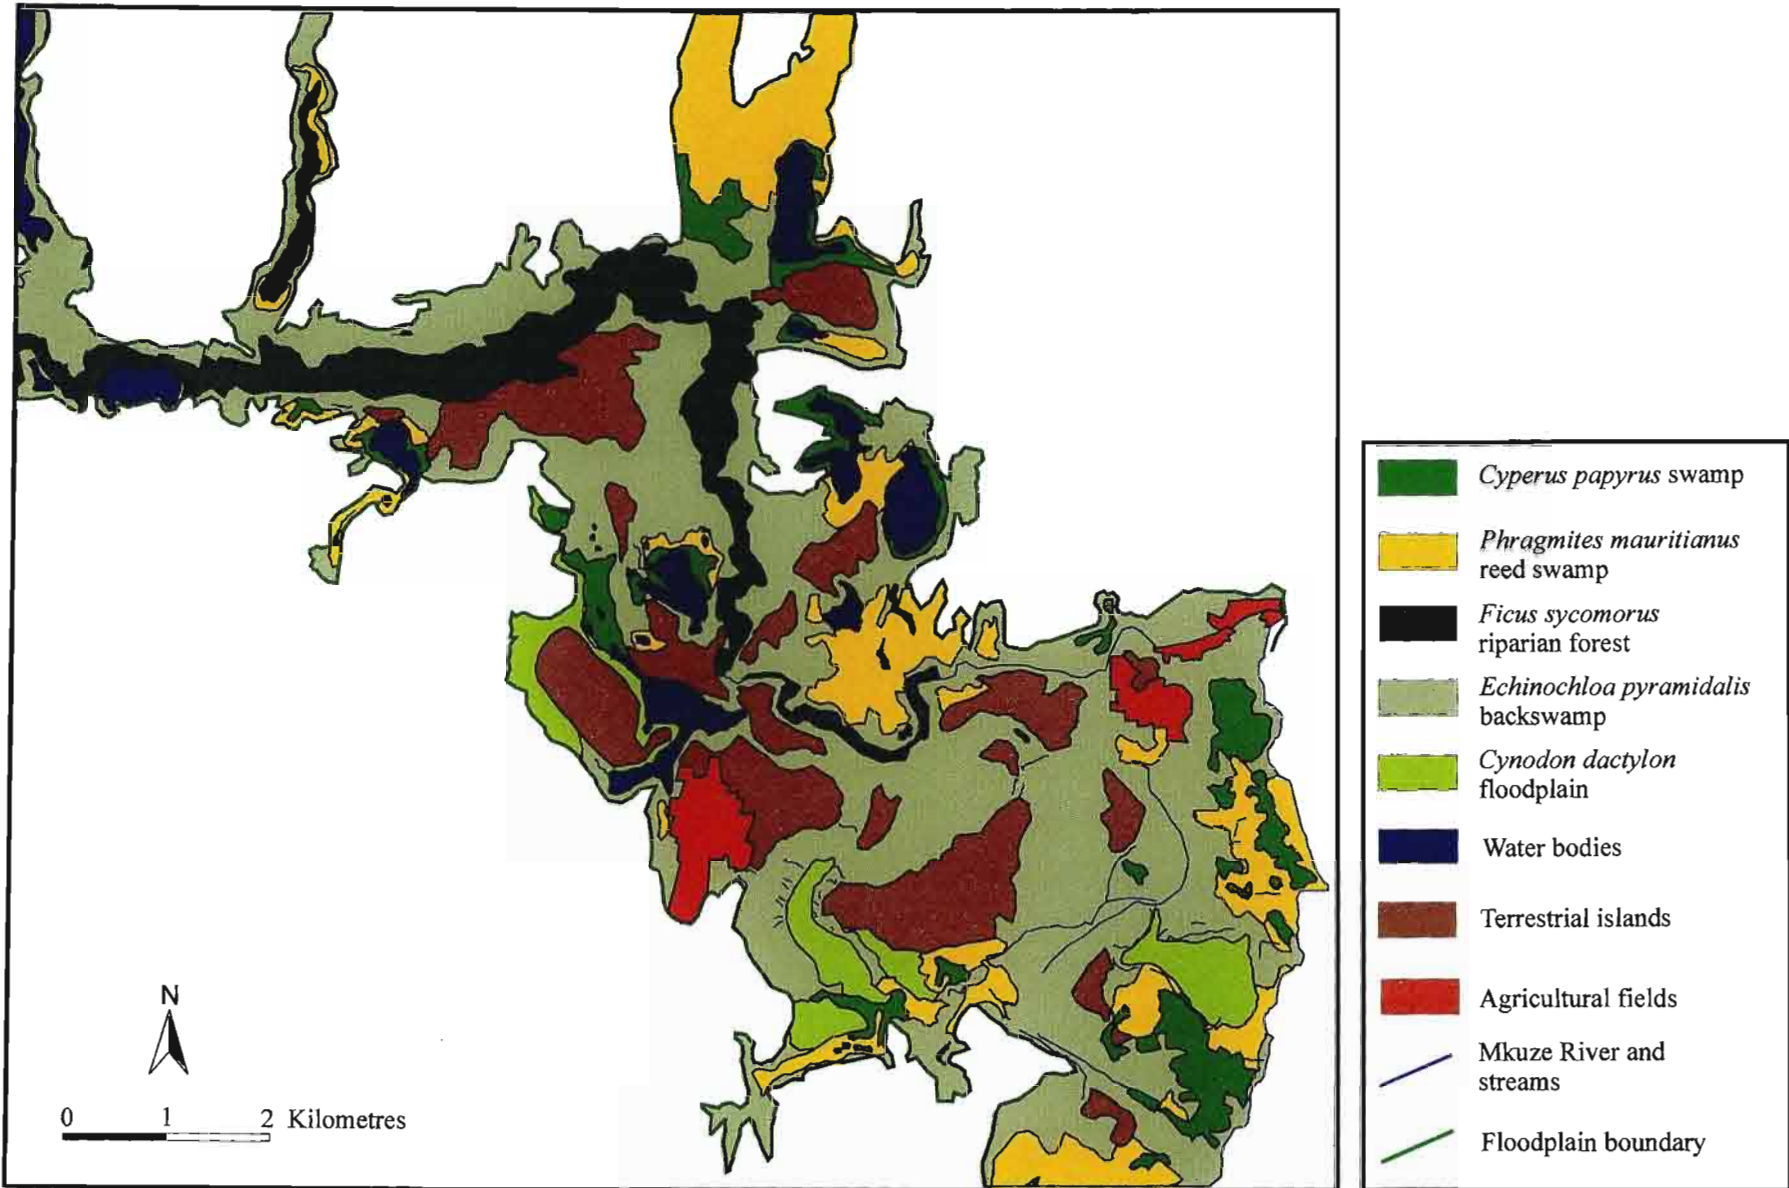 Cyperus papyrus swamp
Phragmites mauritianus
reed swamp
Ficus sycomorus
riparian forest
Echinochloa pyramidalis
backswamp
Cynodon dactylon
floodplain
Water bodies
Terrestrial islands
Agricultural fields
Mkuze River and
streams
Floodplain boundary
N
0 1 2 Kilometres